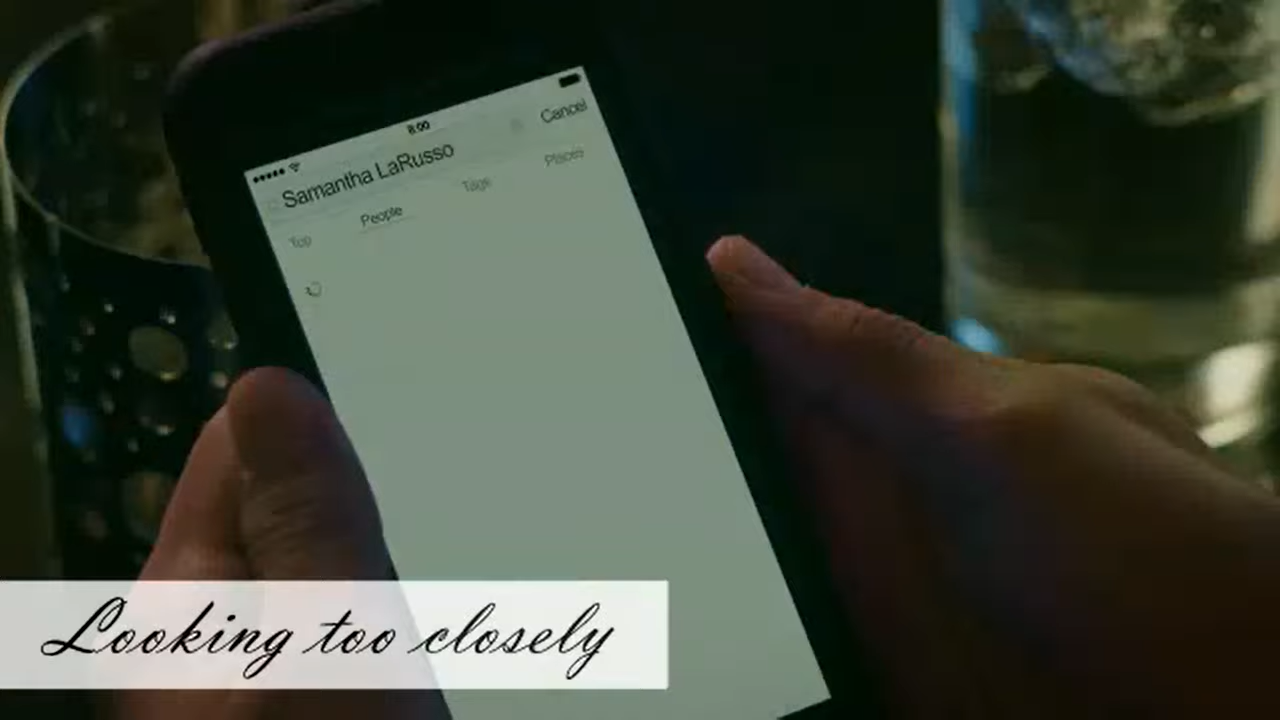 8:00
Samantha LaRusso
Cancel
Top People Tags Places
Looking too closely